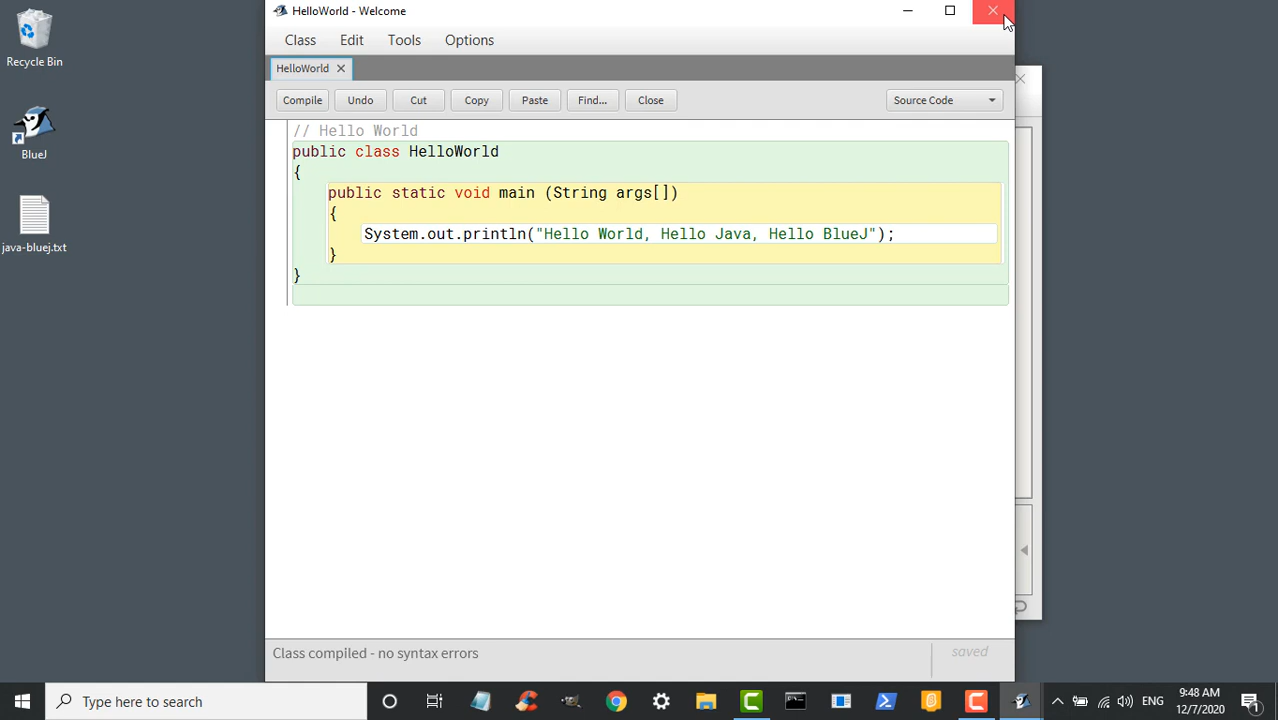 Recycle Bin
BlueJ
java-bluej.txt
HelloWorld - Welcome
Class Edit Tools Options
HelloWorld
Compile Undo Cut Copy Paste Find... Close Source Code
// Hello World
public class HelloWorld
{
public static void main (String args[])
{
System.out.println("Hello World, Hello Java, Hello BlueJ");
}
}
Class compiled - no syntax errors
saved
Type here to search
ENG
9:48 AM
12/7/2020
1